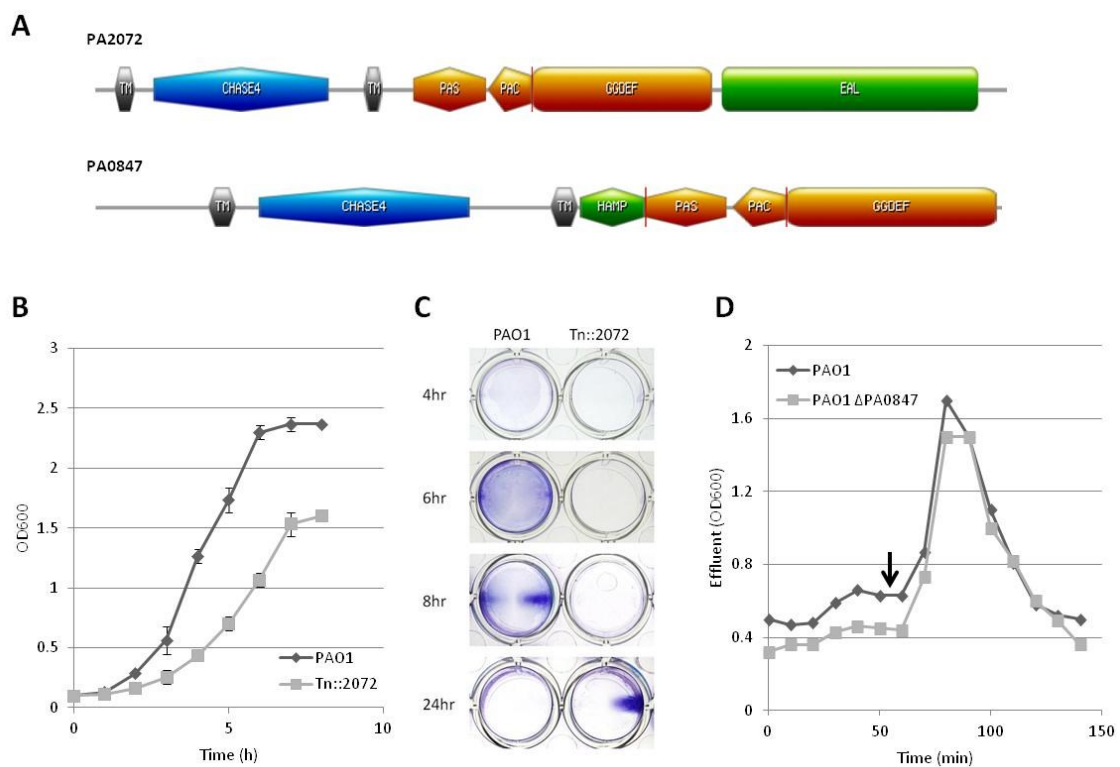 A
PA2072
TM CHASE4 TM PAS PAC GGDEF EAL
PA0847
TM CHASE4 TM HAMP PAS PAC GGDEF
B
3
2.5
2
1.5
1
0.5
0
OD600
0 5 10
Time (h)
PAO1
Tn::2072
C
PAO1 Tn::2072
4hr
6hr
8hr
24hr
D
2
1.6
1.2
0.8
0.4
0
Effluent (OD600)
0 50 100 150
Time (min)
PAO1
PAO1 ΔPA0847